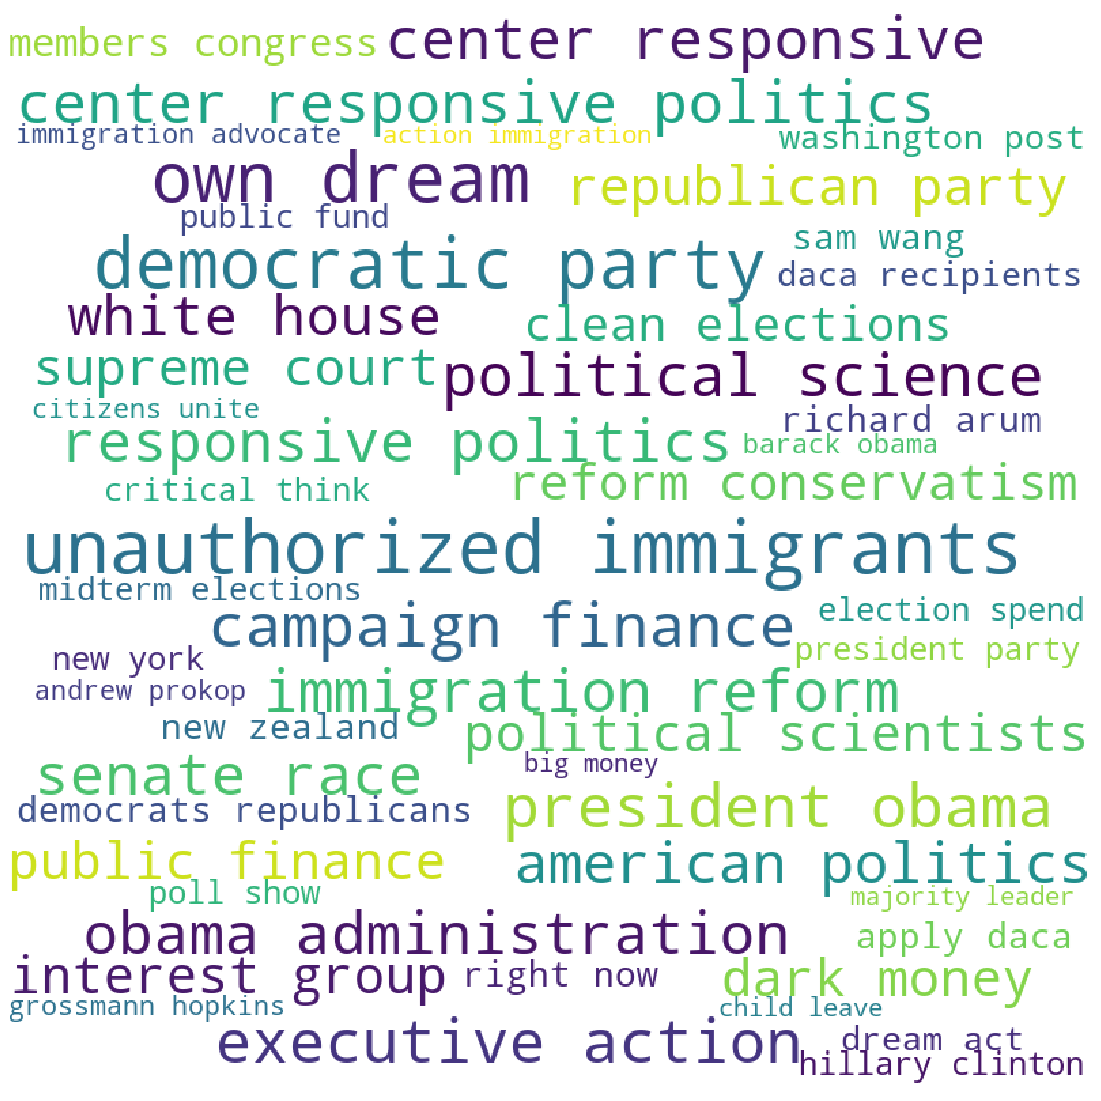 members congress center responsive
center responsive politics
immigration advocate action immigration washington post
own dream republican party
public fund sam wang
democratic party daca recipients
white house clean elections
supreme court political science
citizens unite richard arum
responsive politics barack obama
critical think reform conservatism
unauthorized immigrants
midterm elections
campaign finance election spend
new york president party
andrew prokop immigration reform
new zealand political scientists
senate race big money
democrats republicans president obama
public finance american politics
poll show majority leader
obama administration apply daca
interest group right now dark money
grossmann hopkins child leave
executive action dream act
hillary clinton